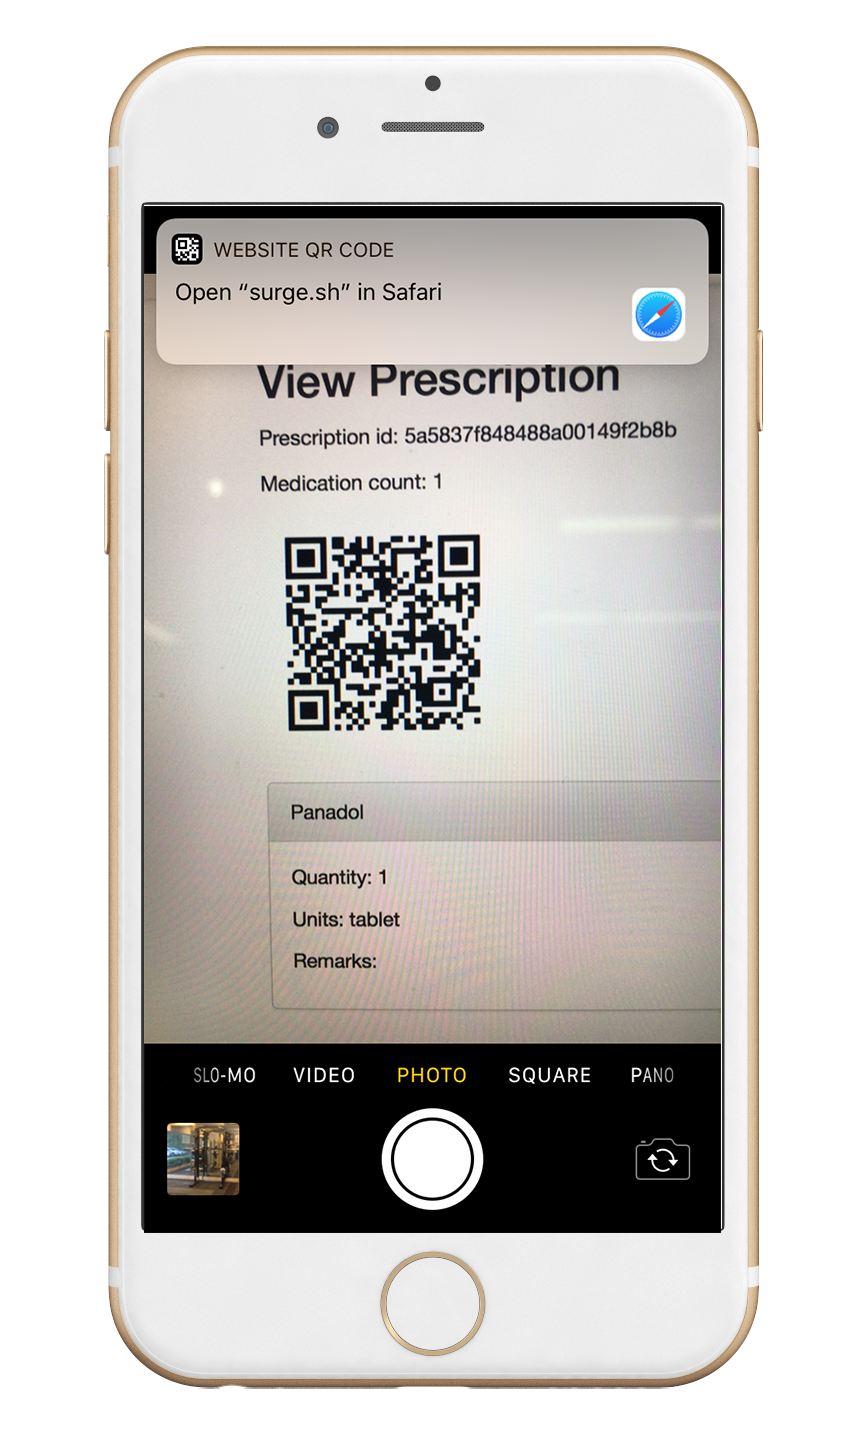 WEBSITE QR CODE
Open “surge.sh” in Safari
View Prescription
Prescription id: 5a5837f848488a00149f2b8b
Medication count: 1
Panadol
Quantity: 1
Units: tablet
Remarks:
SLO-MO VIDEO PHOTO SQUARE PANO